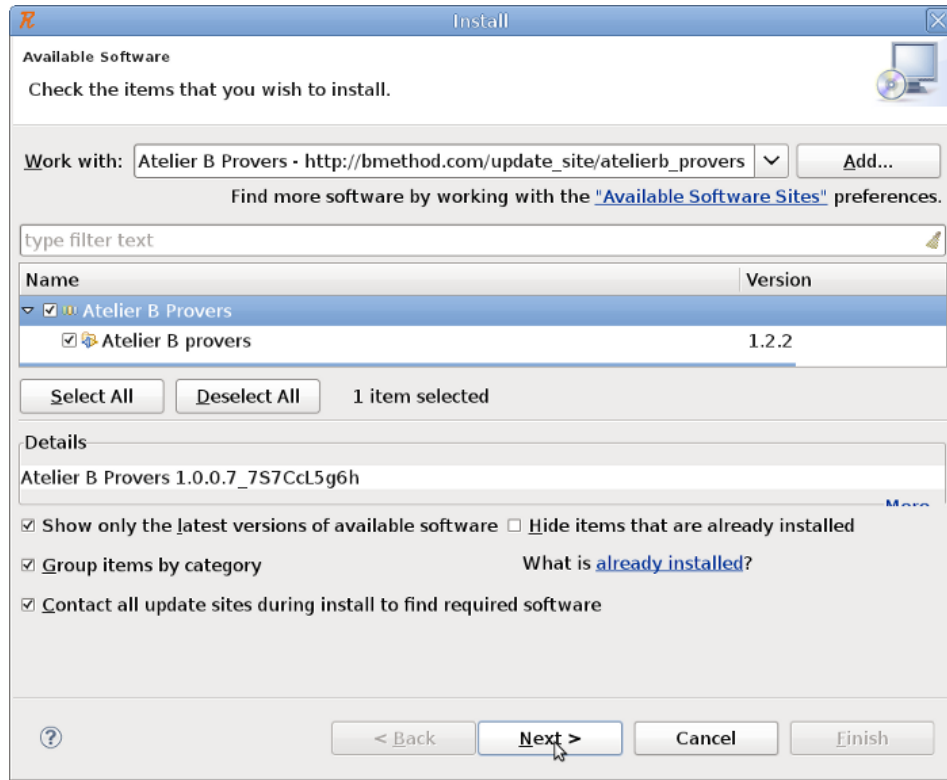 Install
Available Software
Check the items that you wish to install.
Work with: Atelier B Provers - http://bmethod.com/update_site/atelierb_provers Add...
Find more software by working with the "Available Software Sites" preferences.
type filter text
Name Version
Atelier B Provers
Atelier B provers 1.2.2
Select All Deselect All 1 item selected
Details
Atelier B Provers 1.0.0.7_7S7CcL5g6h
More
Show only the latest versions of available software Hide items that are already installed
Group items by category What is already installed?
Contact all update sites during install to find required software
? < Back Next > Cancel Finish